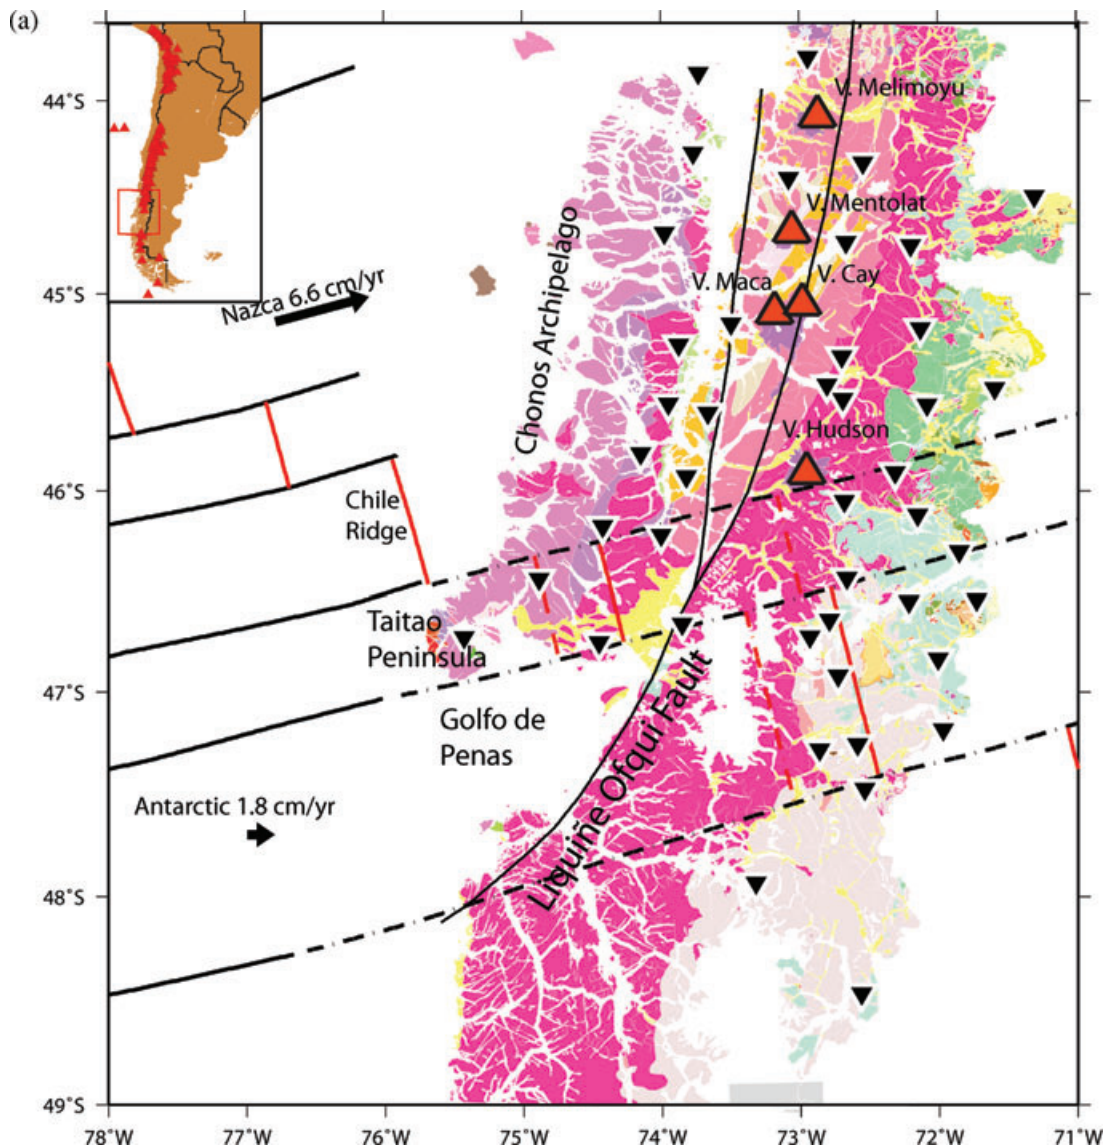 (a)
44°S
45°S
46°S
47°S
48°S
49°S
V. Melimoyu
V. Mentolat
V. Maca
V. Cay
V. Hudson
Nazca 6.6 cm/yr
Chonos Archipelago
Chile
Ridge
Taitao
Peninsula
Golfo de
Penas
Liquiñe Ofqui Fault
Antarctic 1.8 cm/yr
78°W
77°W
76°W
75°W
74°W
73°W
72°W
71°W